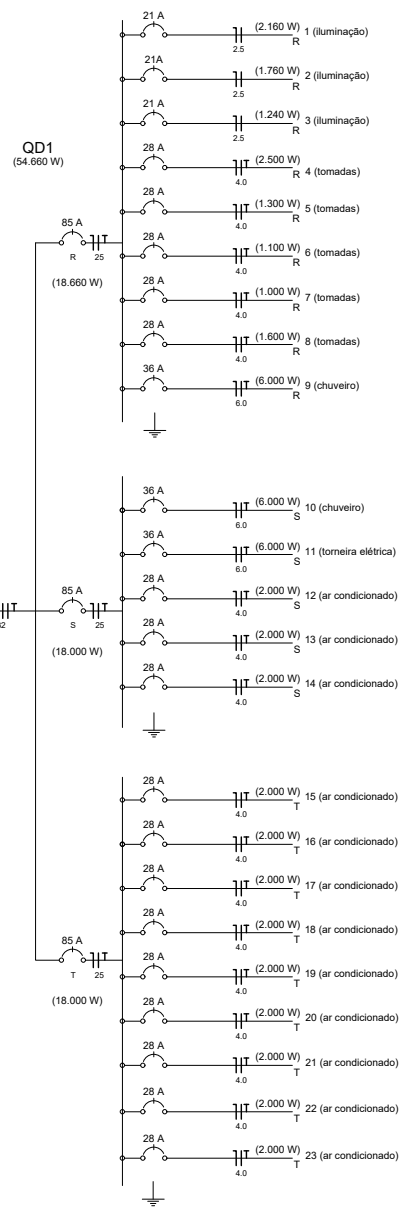 QD1
(54.660 W)
21 A
(2.160 W) 1 (iluminação)
2.5 R
21A
(1.760 W) 2 (iluminação)
2.5 R
21 A
(1.240 W) 3 (iluminação)
2.5 R
28 A
(2.500 W)
4.0 R 4 (tomadas)
28 A
(1.300 W) 5 (tomadas)
4.0 R
28 A
(1.100 W) 6 (tomadas)
4.0 R
28 A
(1.000 W) 7 (tomadas)
4.0 R
28 A
(1.600 W) 8 (tomadas)
4.0 R
36 A
(6.000 W) 9 (chuveiro)
6.0 R
85 A
T
R 25
(18.660 W)
36 A
(6.000 W) 10 (chuveiro)
6.0 S
36 A
(6.000 W)
6.0 S 11 (torneira elétrica)
28 A
(2.000 W) 12 (ar condicionado)
4.0 S
28 A
(2.000 W) 13 (ar condicionado)
4.0 S
28 A
(2.000 W) 14 (ar condicionado)
4.0 S
85 A
T
S 25
(18.000 W)
28 A
(2.000 W) 15 (ar condicionado)
4.0 T
28 A
(2.000 W) 16 (ar condicionado)
4.0 T
28 A
(2.000 W) 17 (ar condicionado)
4.0 T
28 A
(2.000 W) 18 (ar condicionado)
4.0 T
28 A
(2.000 W) 19 (ar condicionado)
4.0 T
28 A
(2.000 W) 20 (ar condicionado)
4.0 T
28 A
(2.000 W) 21 (ar condicionado)
4.0 T
28 A
(2.000 W) 22 (ar condicionado)
4.0 T
28 A
(2.000 W) 23 (ar condicionado)
4.0 T
85 A
T
T 25
(18.000 W)